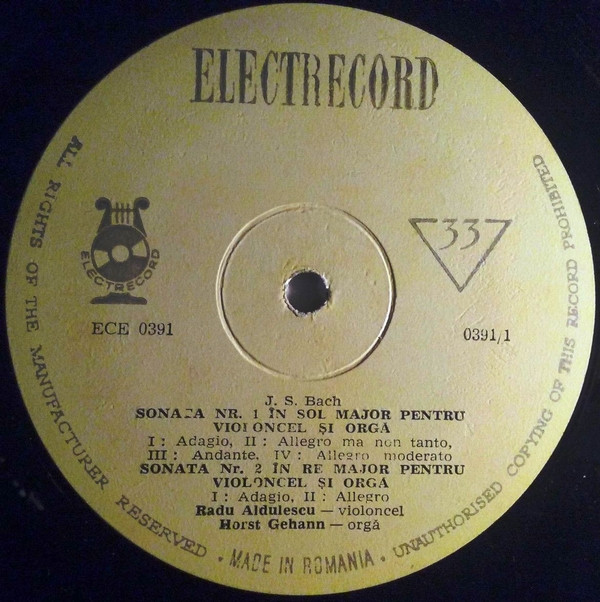 ELECTRECORD
ALL RIGHTS OF THE MANUFACTURER RESERVED • MADE IN ROMANIA • UNAUTHORISED COPYING OF THIS RECORD PROHIBITED
ELECTRECORD
33
ECE 0391
0391/1
J. S. Bach
SONATA NR. 1 ÎN SOL MAJOR PENTRU
VIOLONCEL ȘI ORGĂ
I : Adagio, II : Allegro ma non tanto,
III : Andante, IV : Allegro moderato
SONATA Nr. 2 ÎN RE MAJOR PENTRU
VIOLONCEL ȘI ORGĂ
I : Adagio, II : Allegro
Radu Aldulescu — violoncel
Horst Gehann — orgă